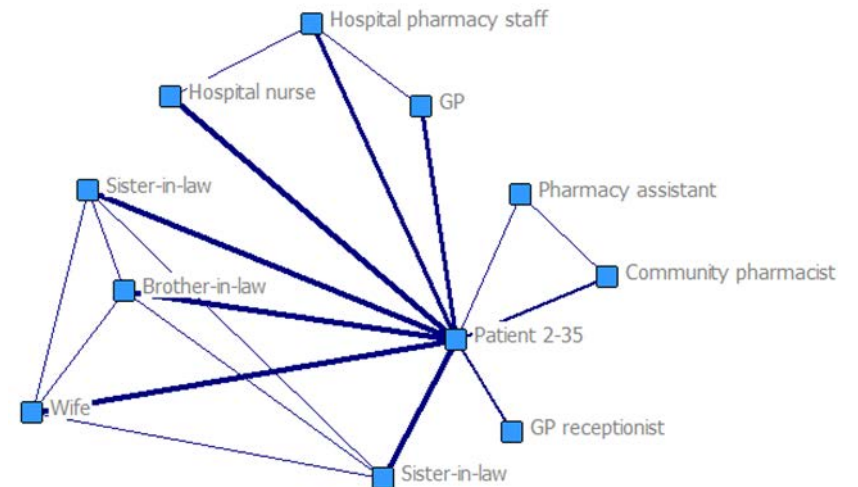 Hospital pharmacy staff
Hospital nurse
GP
Sister-in-law
Pharmacy assistant
Community pharmacist
Brother-in-law
Patient 2-35
Wife
GP receptionist
Sister-in-law